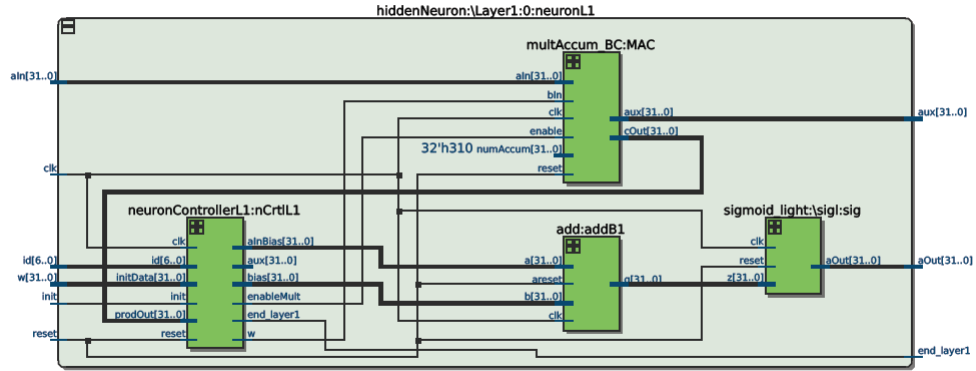 hiddenNeuron:\Layer1:0:neuronL1
multAccum_BC:MAC
aIn[31..0]
aIn[31..0]
bIn
clk
enable
32'h310 numAccum[31..0]
reset
aux[31..0]
cOut[31..0]
aux[31..0]
clk
neuronControllerL1:nCrtlL1
clk
id[6..0]
id[6..0]
w[31..0]
initData[31..0]
init
init
prodOut[31..0]
reset
reset
aInBias[31..0]
aux[31..0]
bias[31..0]
enableMult
end_layer1
w
add:addB1
a[31..0]
areset
b[31..0]
clk
q[31..0]
sigmoid_light:\sigl:sig
clk
reset
z[31..0]
aOut[31..0]
aOut[31..0]
end_layer1